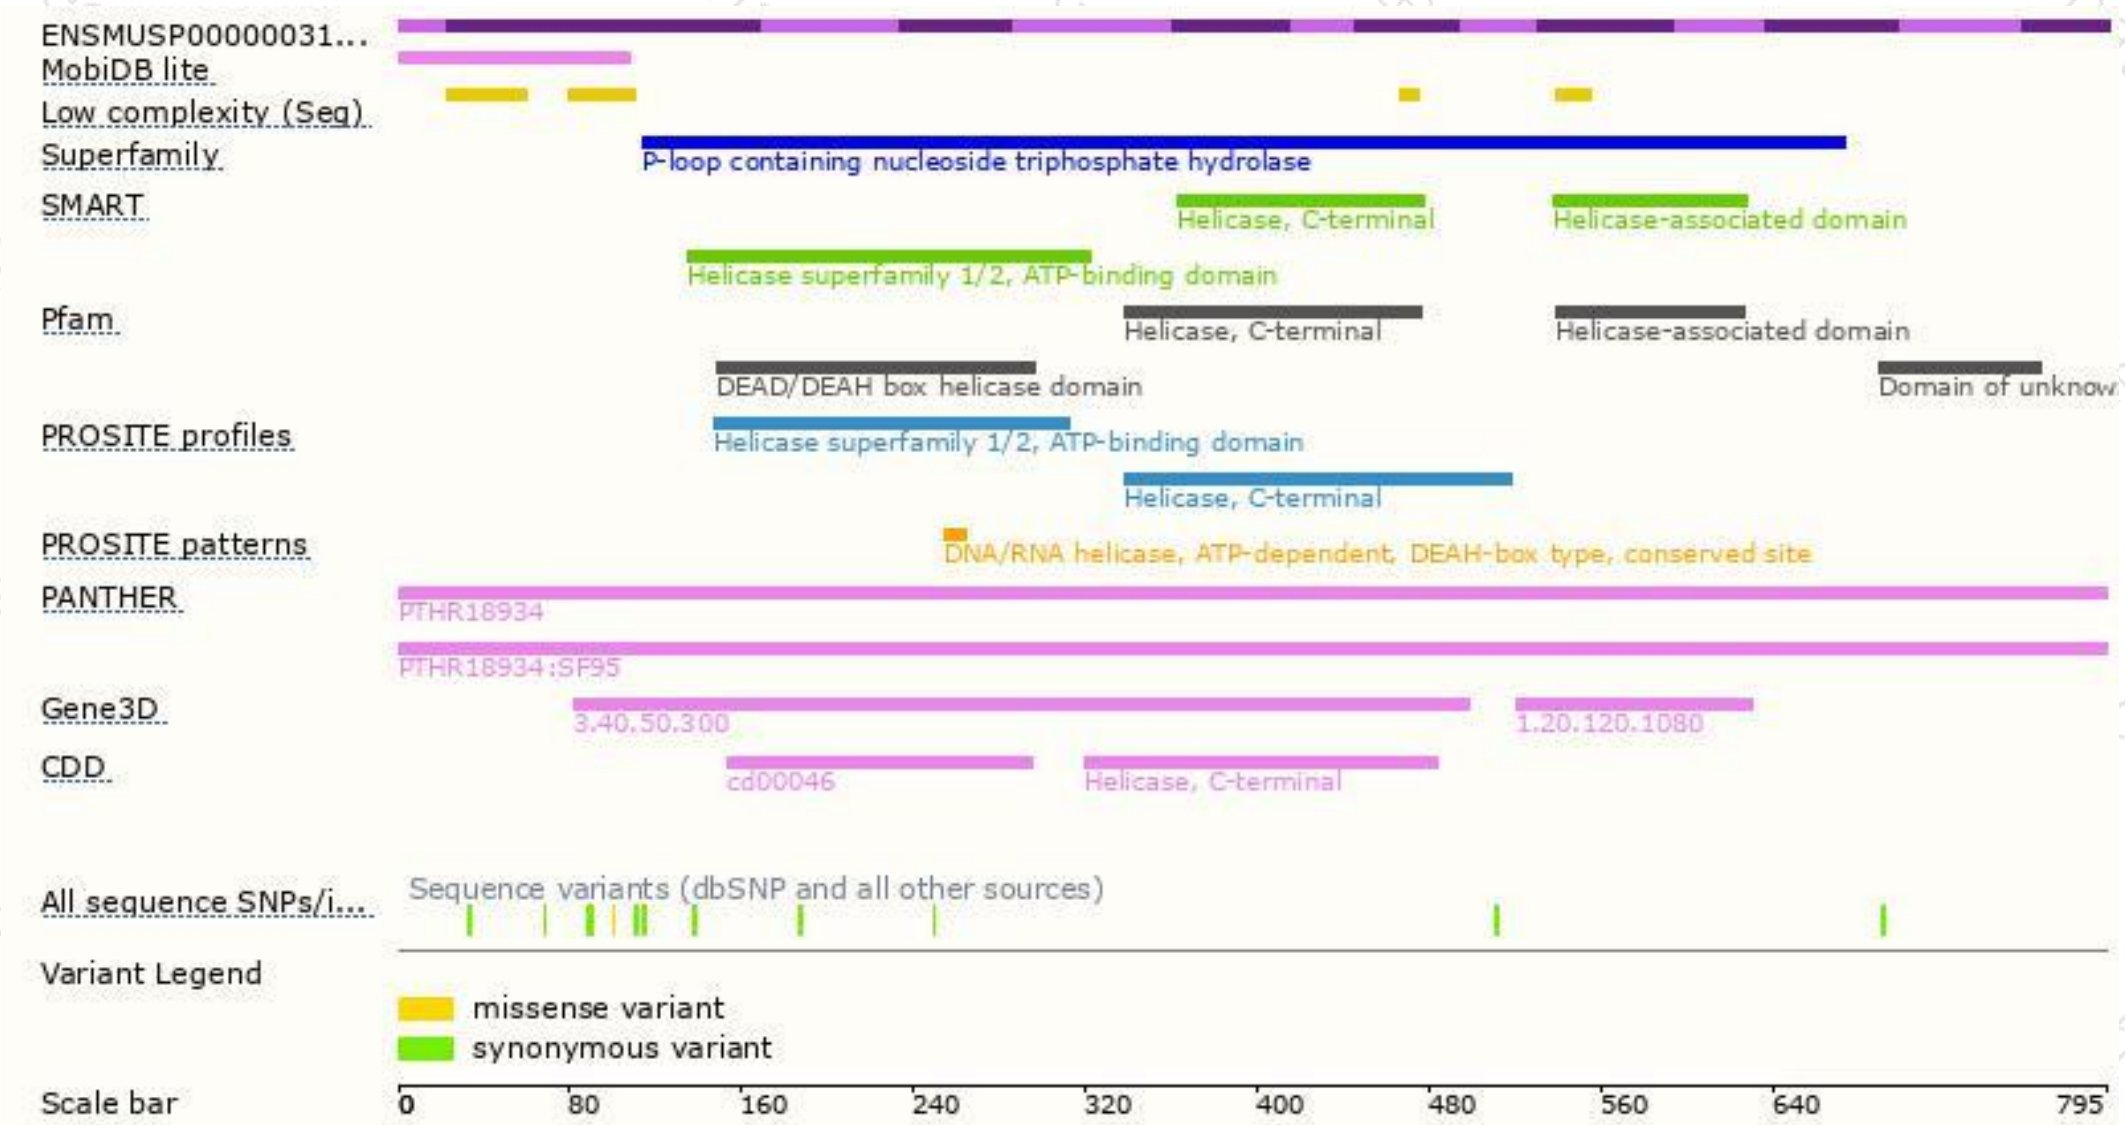 ENSMUSP00000031...
MobiDB lite
Low complexity (Seg)
Superfamily
P-loop containing nucleoside triphosphate hydrolase
SMART
Helicase, C-terminal Helicase-associated domain
Helicase superfamily 1/2, ATP-binding domain
Pfam
Helicase, C-terminal Helicase-associated domain
DEAD/DEAH box helicase domain Domain of unknow
PROSITE profiles
Helicase superfamily 1/2, ATP-binding domain
Helicase, C-terminal
PROSITE patterns
DNA/RNA helicase, ATP-dependent, DEAH-box type, conserved site
PANTHER
PTHR18934
PTHR18934:SF95
Gene3D
3.40.50.300 1.20.120.1080
CDD
cd00046 Helicase, C-terminal
Sequence variants (dbSNP and all other sources)
All sequence SNPs/i...
Variant Legend
missense variant
synonymous variant
Scale bar 0 80 160 240 320 400 480 560 640 795